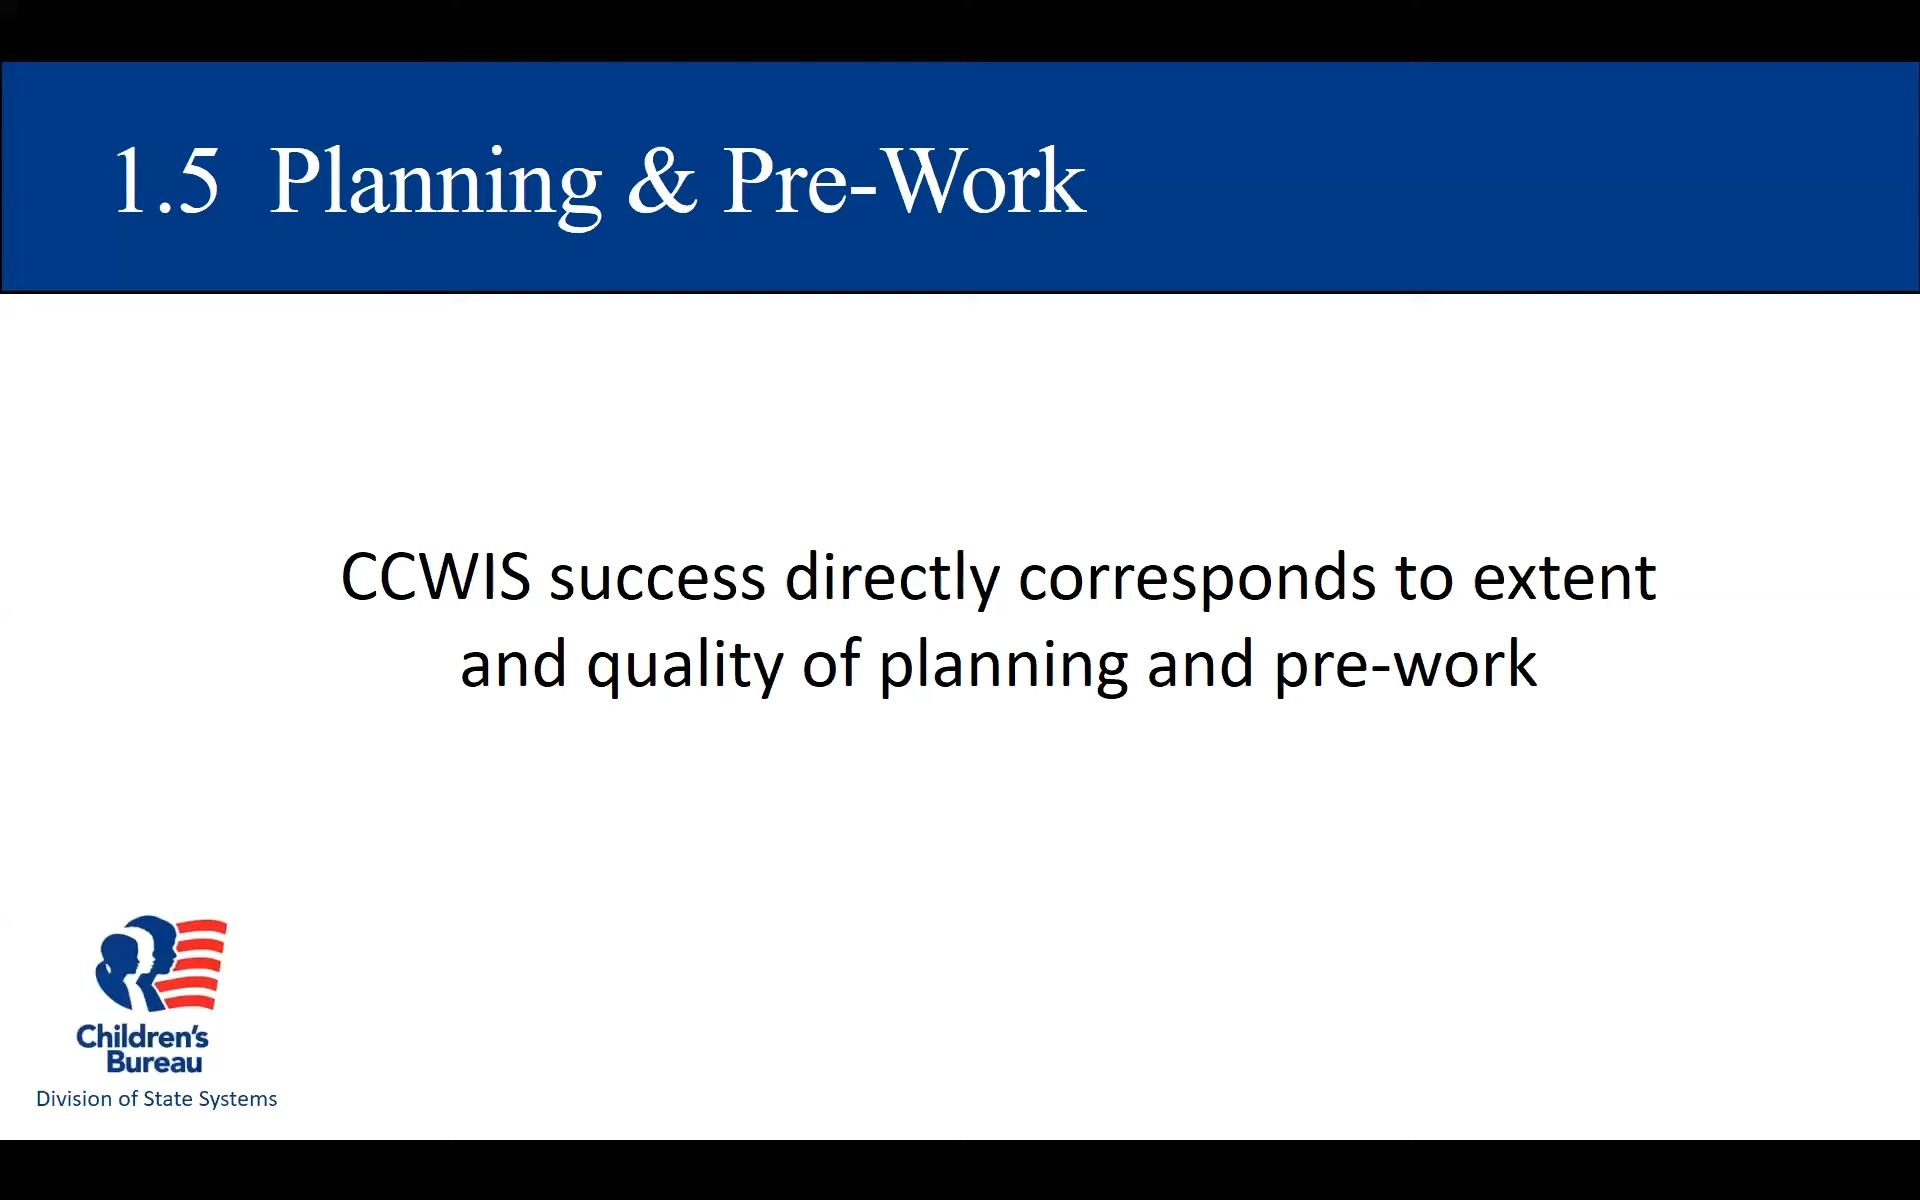 1.5 Planning & Pre-Work
CCWIS success directly corresponds to extent
and quality of planning and pre-work
Children's
Bureau
Division of State Systems